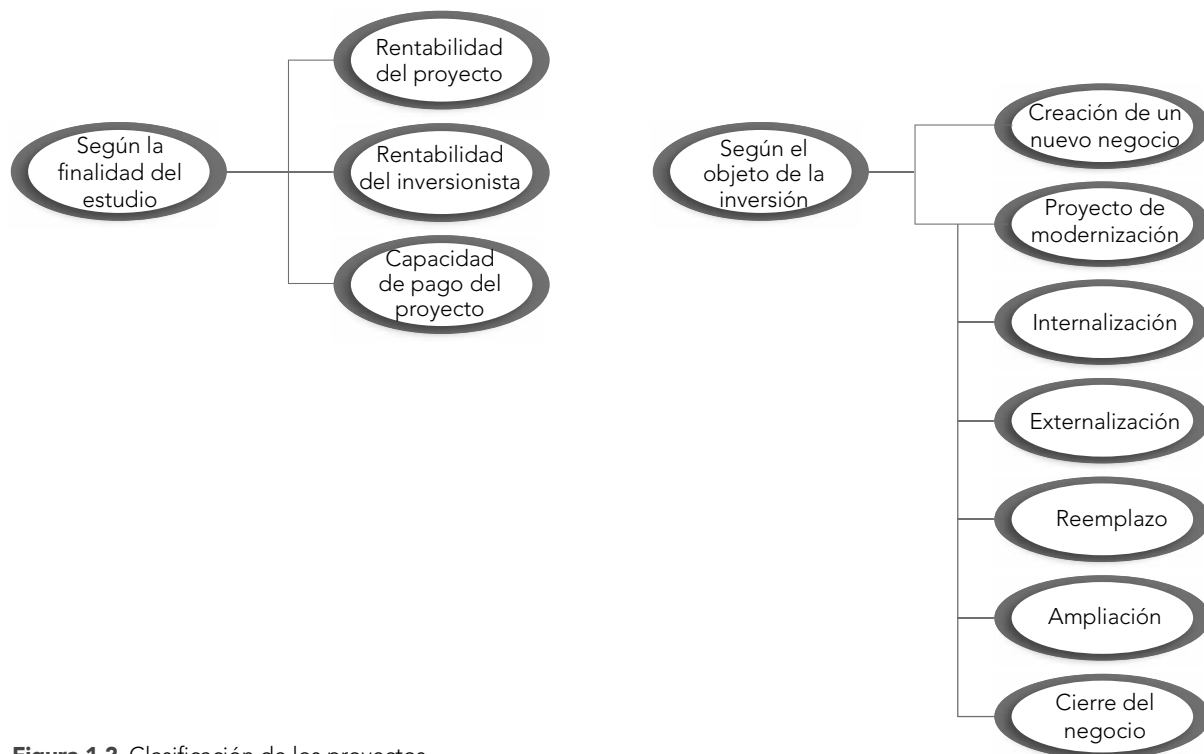 Según la
finalidad del
estudio
Rentabilidad
del proyecto
Rentabilidad
del inversionista
Capacidad
de pago del
proyecto
Según el
objeto de la
inversión
Creación de un
nuevo negocio
Proyecto de
modernización
Internalización
Externalización
Reemplazo
Ampliación
Cierre del
negocio
Figura 1.2 Clasificación de los proyectos